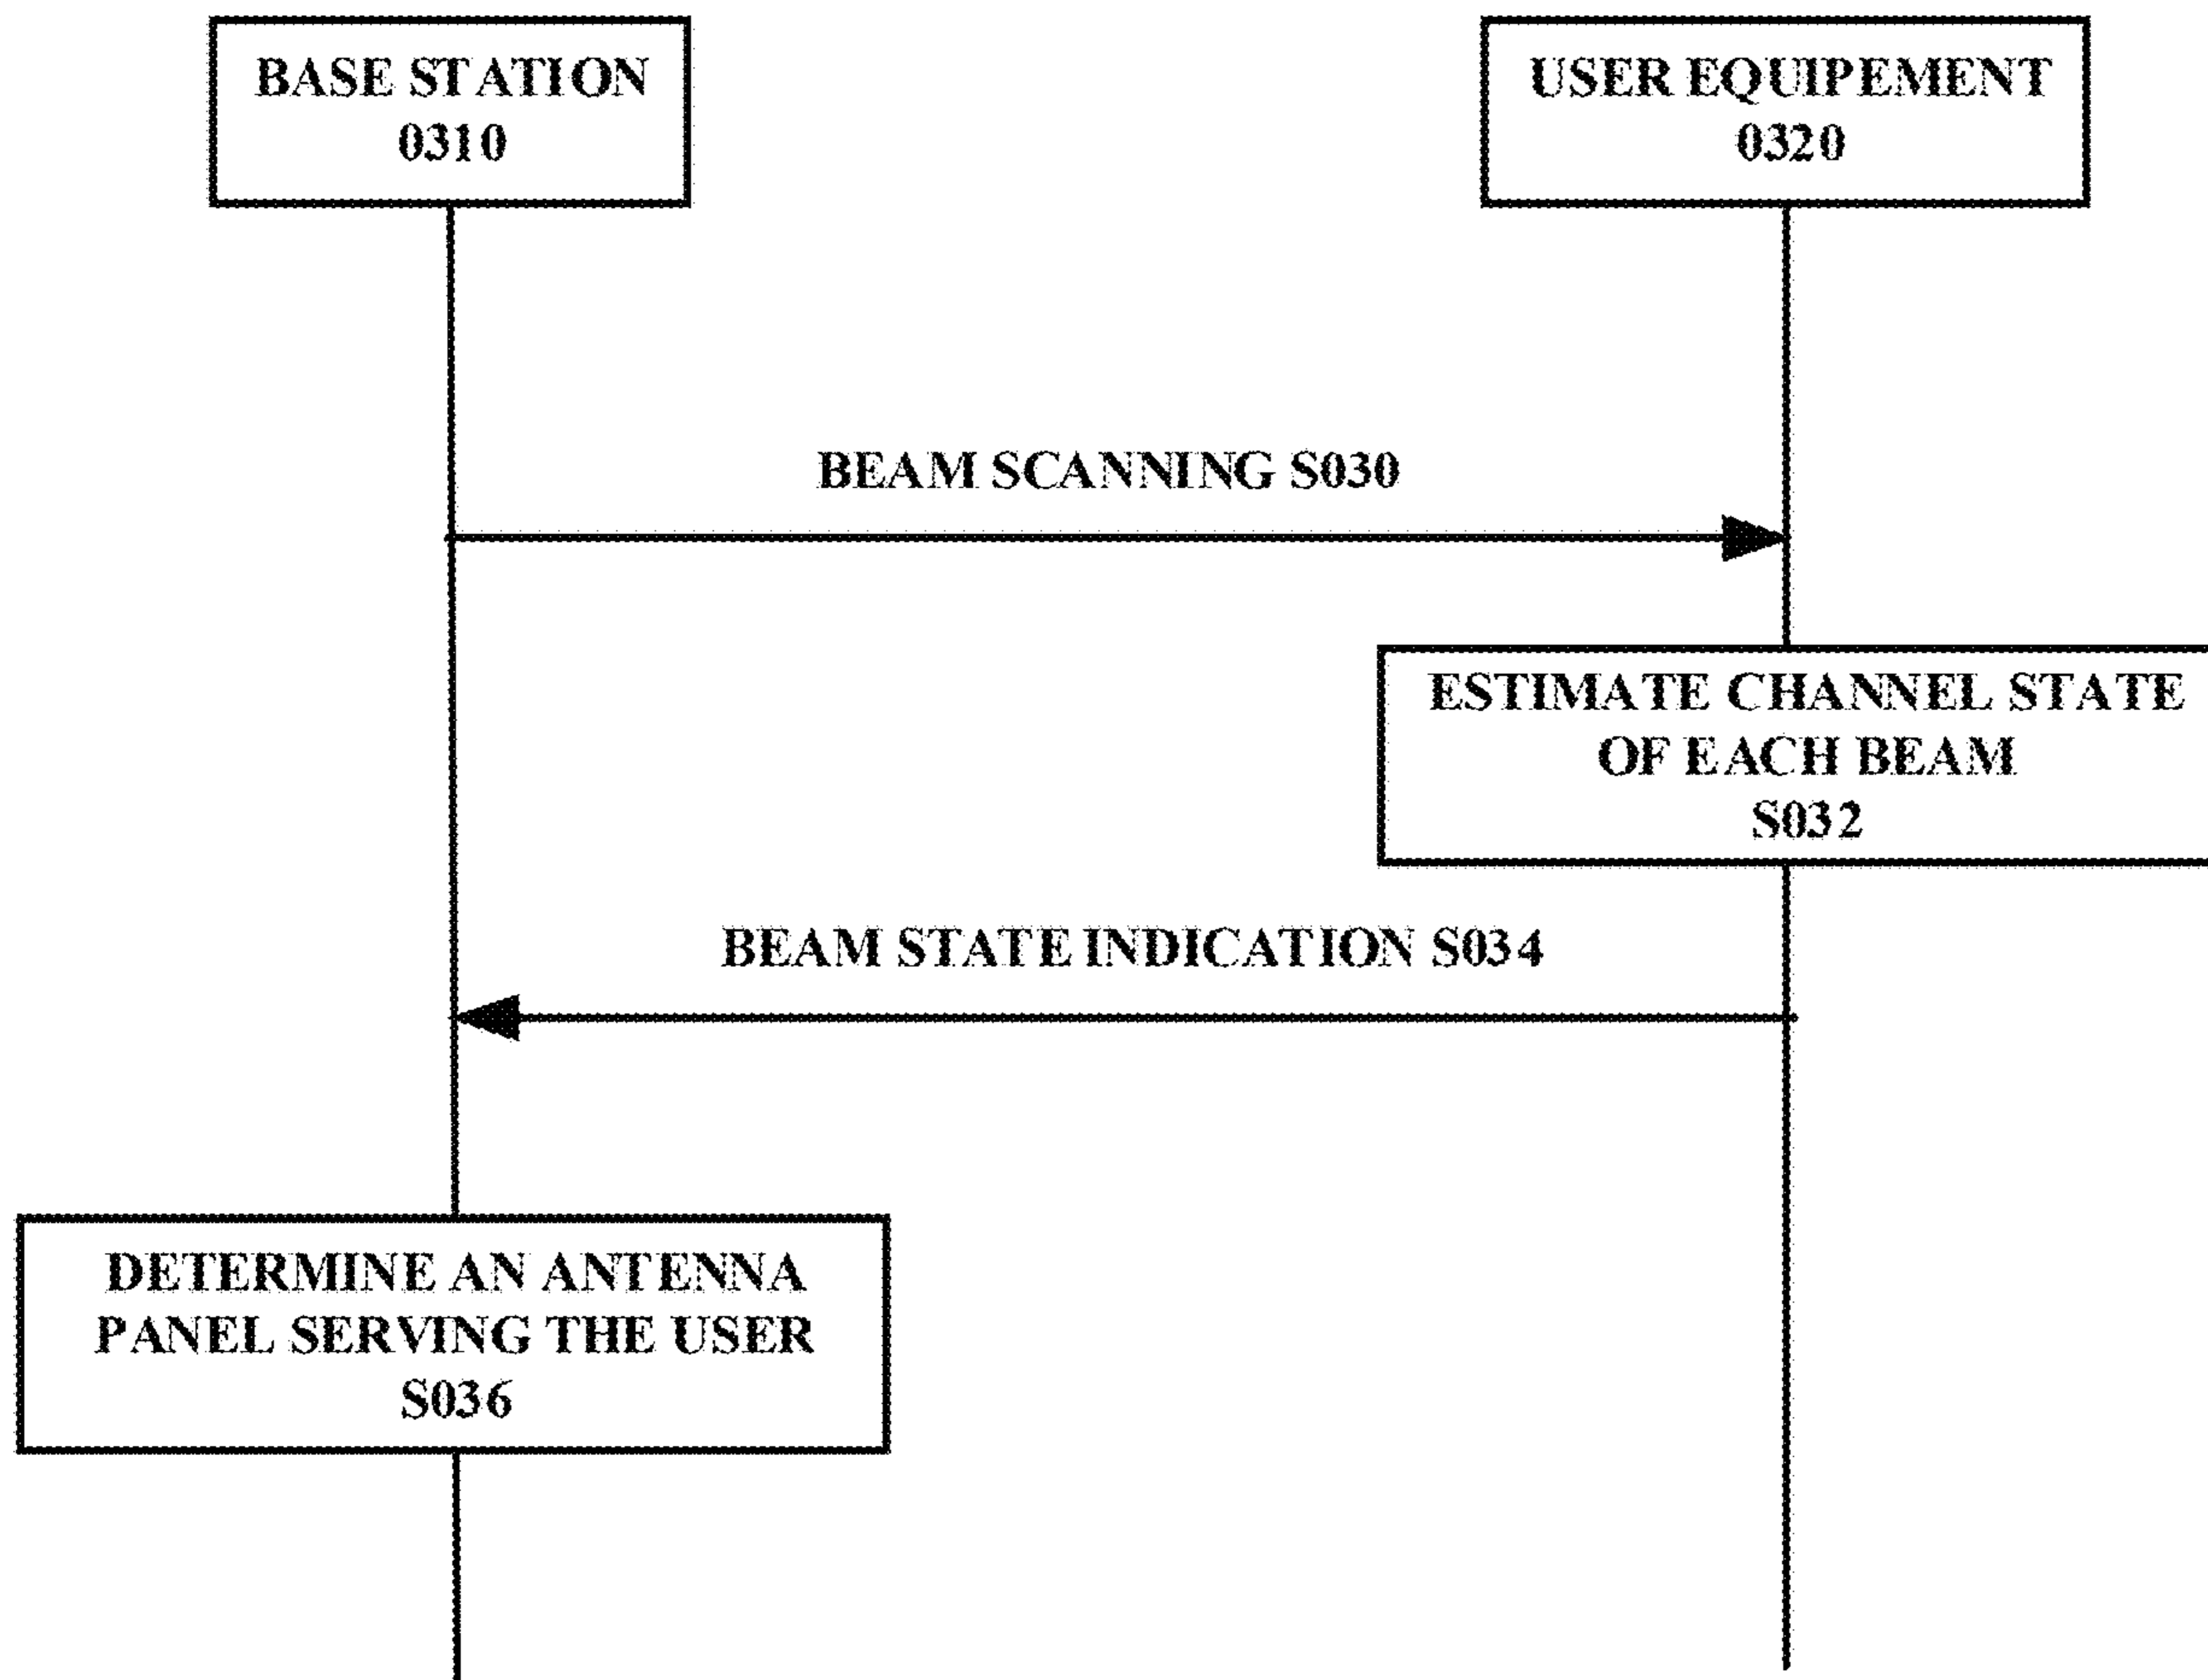 BASE STATION
0310
USER EQUIPEMENT
0320
BEAM SCANNING S030
ESTIMATE CHANNEL STATE
OF EACH BEAM
S032
BEAM STATE INDICATION S034
DETERMINE AN ANTENNA
PANEL SERVING THE USER
S036